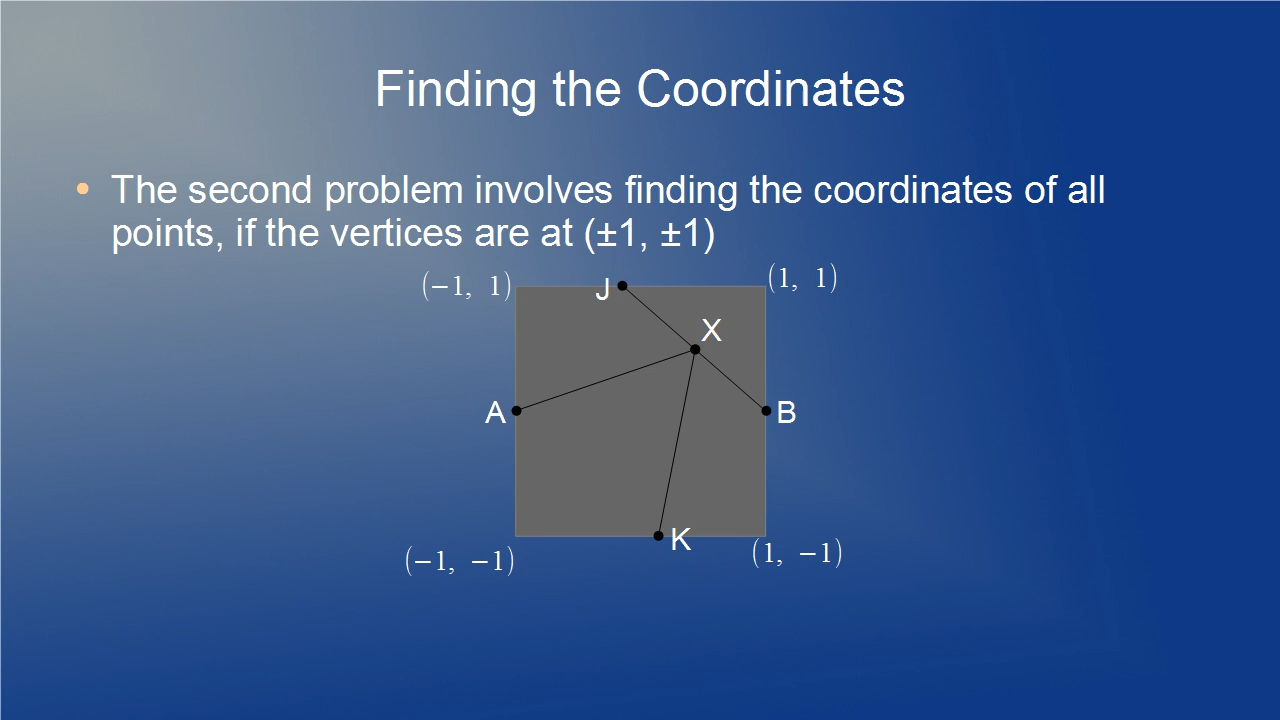 Finding the Coordinates
• The second problem involves finding the coordinates of all
points, if the vertices are at (±1, ±1)
(−1, 1)
J
(1, 1)
X
A
B
K
(−1, −1)
(1, −1)